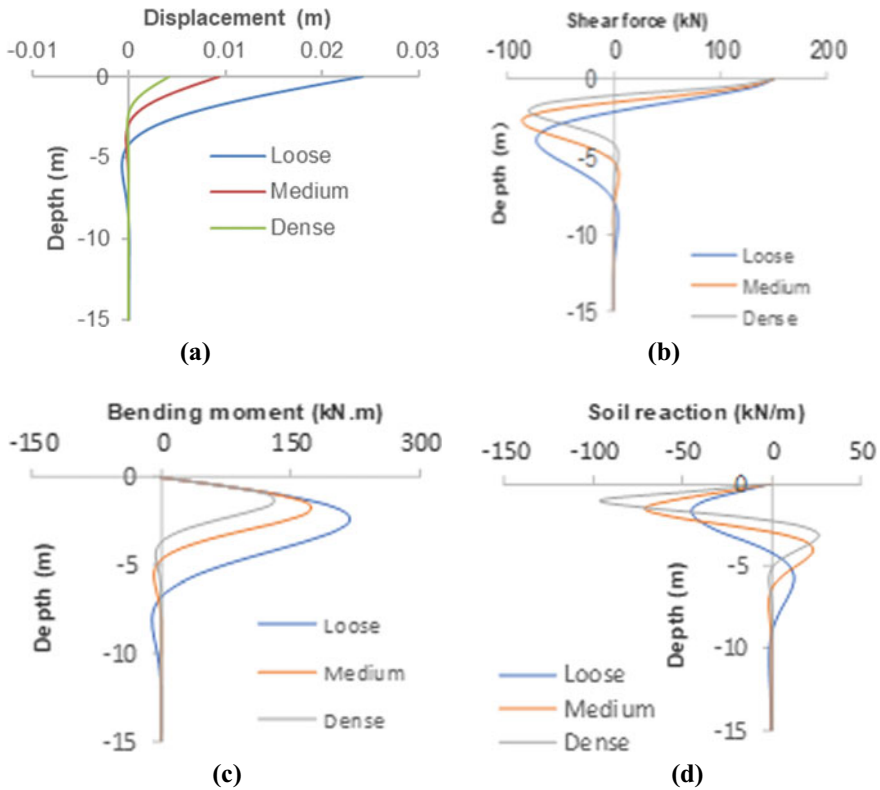 Displacement (m)
-0.01 0 0.01 0.02 0.03
0
-5
-10
-15
Depth (m)
Loose
Medium
Dense
(a)
Shear force (kN)
-100 0 100 200
0
-5
-10
-15
Depth (m)
Loose
Medium
Dense
(b)
Bending moment (kN.m)
-150 0 150 300
0
-5
-10
-15
Depth (m)
Loose
Medium
Dense
(c)
Soil reaction (kN/m)
-150 -100 -50 0 50
0
-5
-10
-15
Depth (m)
Loose
Medium
Dense
(d)